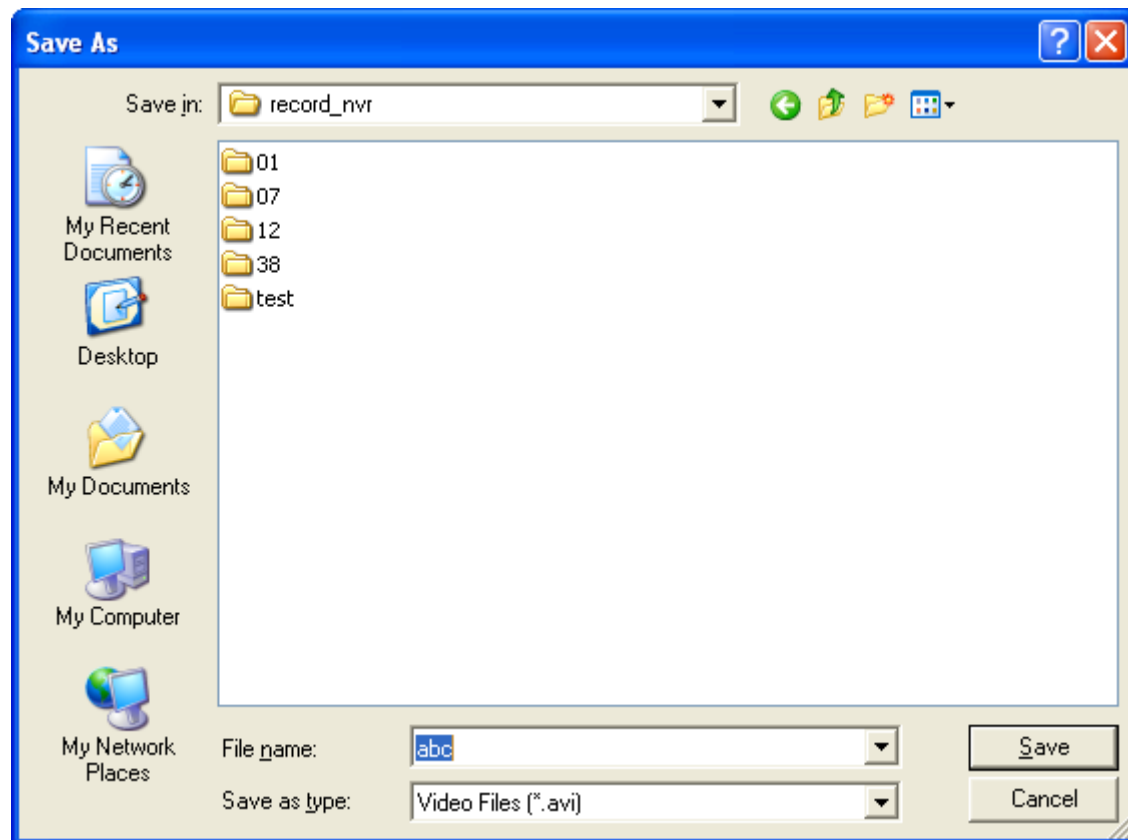 Save As
Save in: record_nvr
01
07
12
38
test
My Recent
Documents
Desktop
My Documents
My Computer
My Network
Places
File name: abc
Save
Save as type: Video Files (*.avi)
Cancel